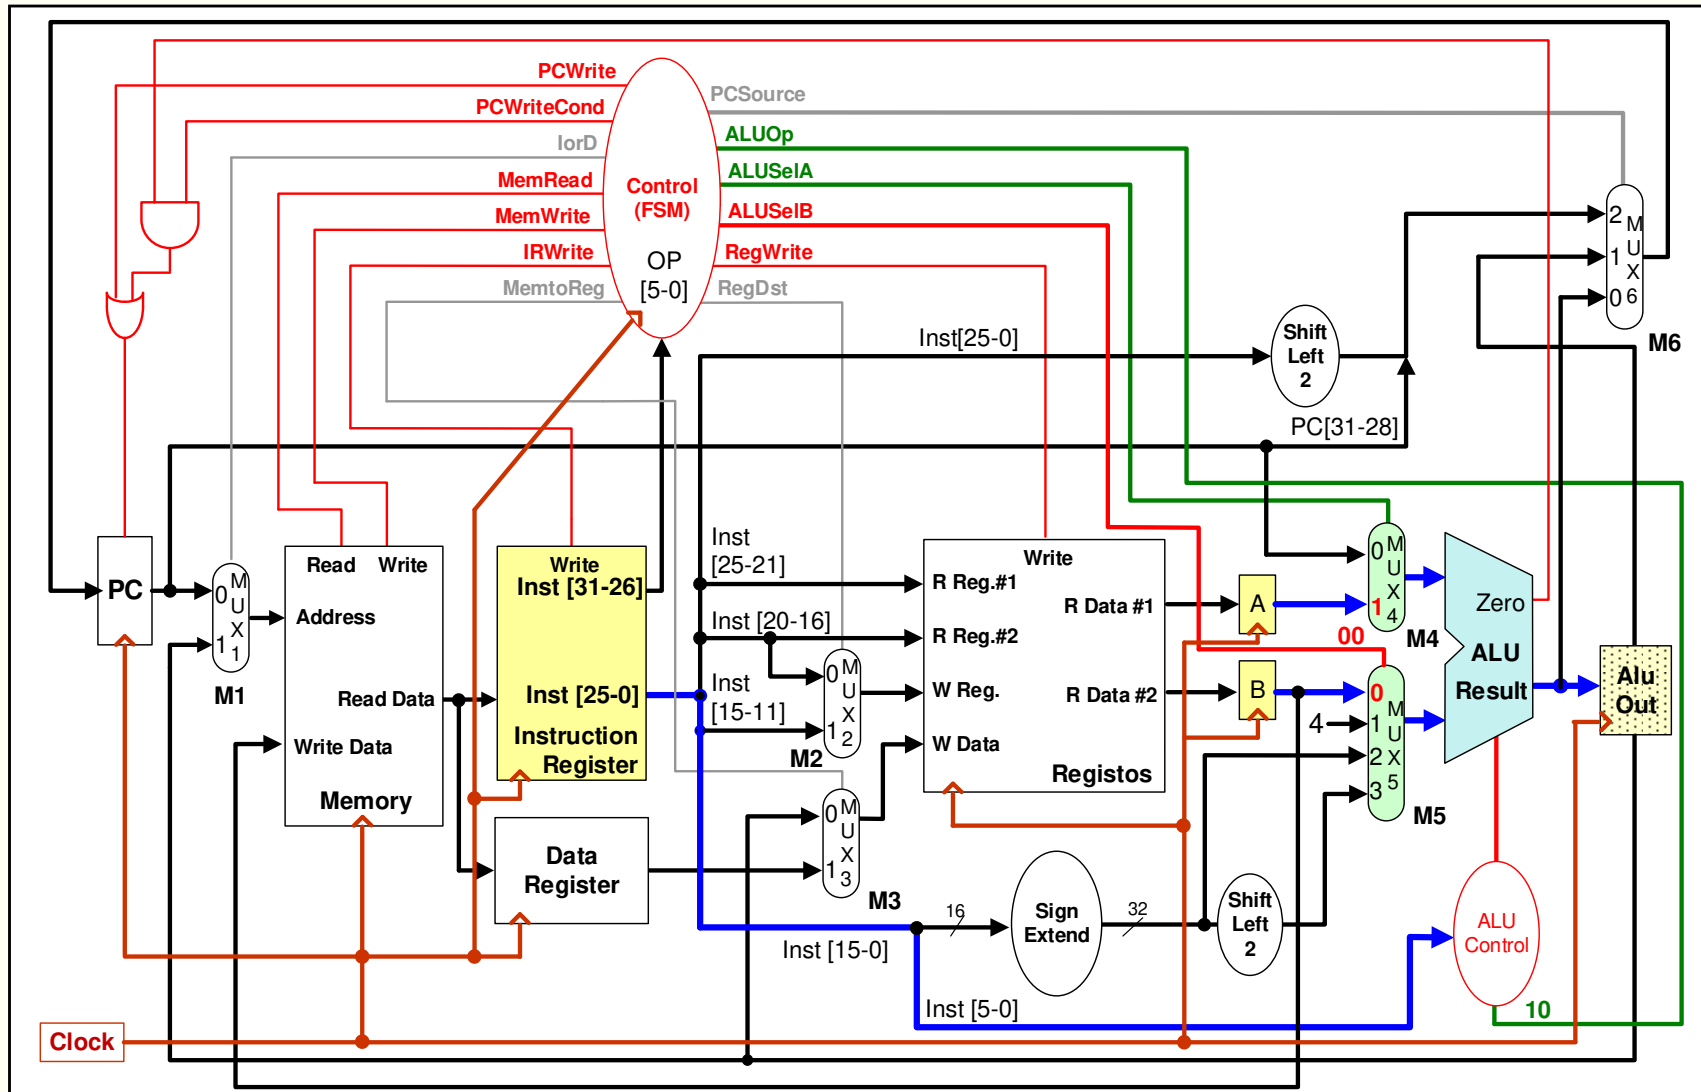 PCWrite
PCWriteCond
IorD
MemRead
MemWrite
IRWrite
MemtoReg
Control
(FSM)
OP
[5-0]
PCSource
ALUOp
ALUSelA
ALUSelB
RegWrite
RegDst
2
1
0
M
U
X
6
M6
Inst[25-0]
Shift
Left
2
PC[31-28]
PC
0
1
M
U
X
1
M1
Read
Write
Address
Read Data
Write Data
Memory
Write
Inst [31-26]
Inst [25-0]
Instruction
Register
Data
Register
Inst
[25-21]
Inst [20-16]
Inst
[15-11]
0
1
M
U
X
2
M2
0
1
M
U
X
3
M3
Write
R Reg.#1
R Reg.#2
W Reg.
W Data
R Data #1
R Data #2
Registos
A
B
00
0
1
M
U
X
4
M4
4
0
1
2
3
M
U
X
5
M5
Zero
ALU
Result
Alu
Out
Inst [15-0]
16
Sign
Extend
32
Shift
Left
2
ALU
Control
Inst [5-0]
10
Clock